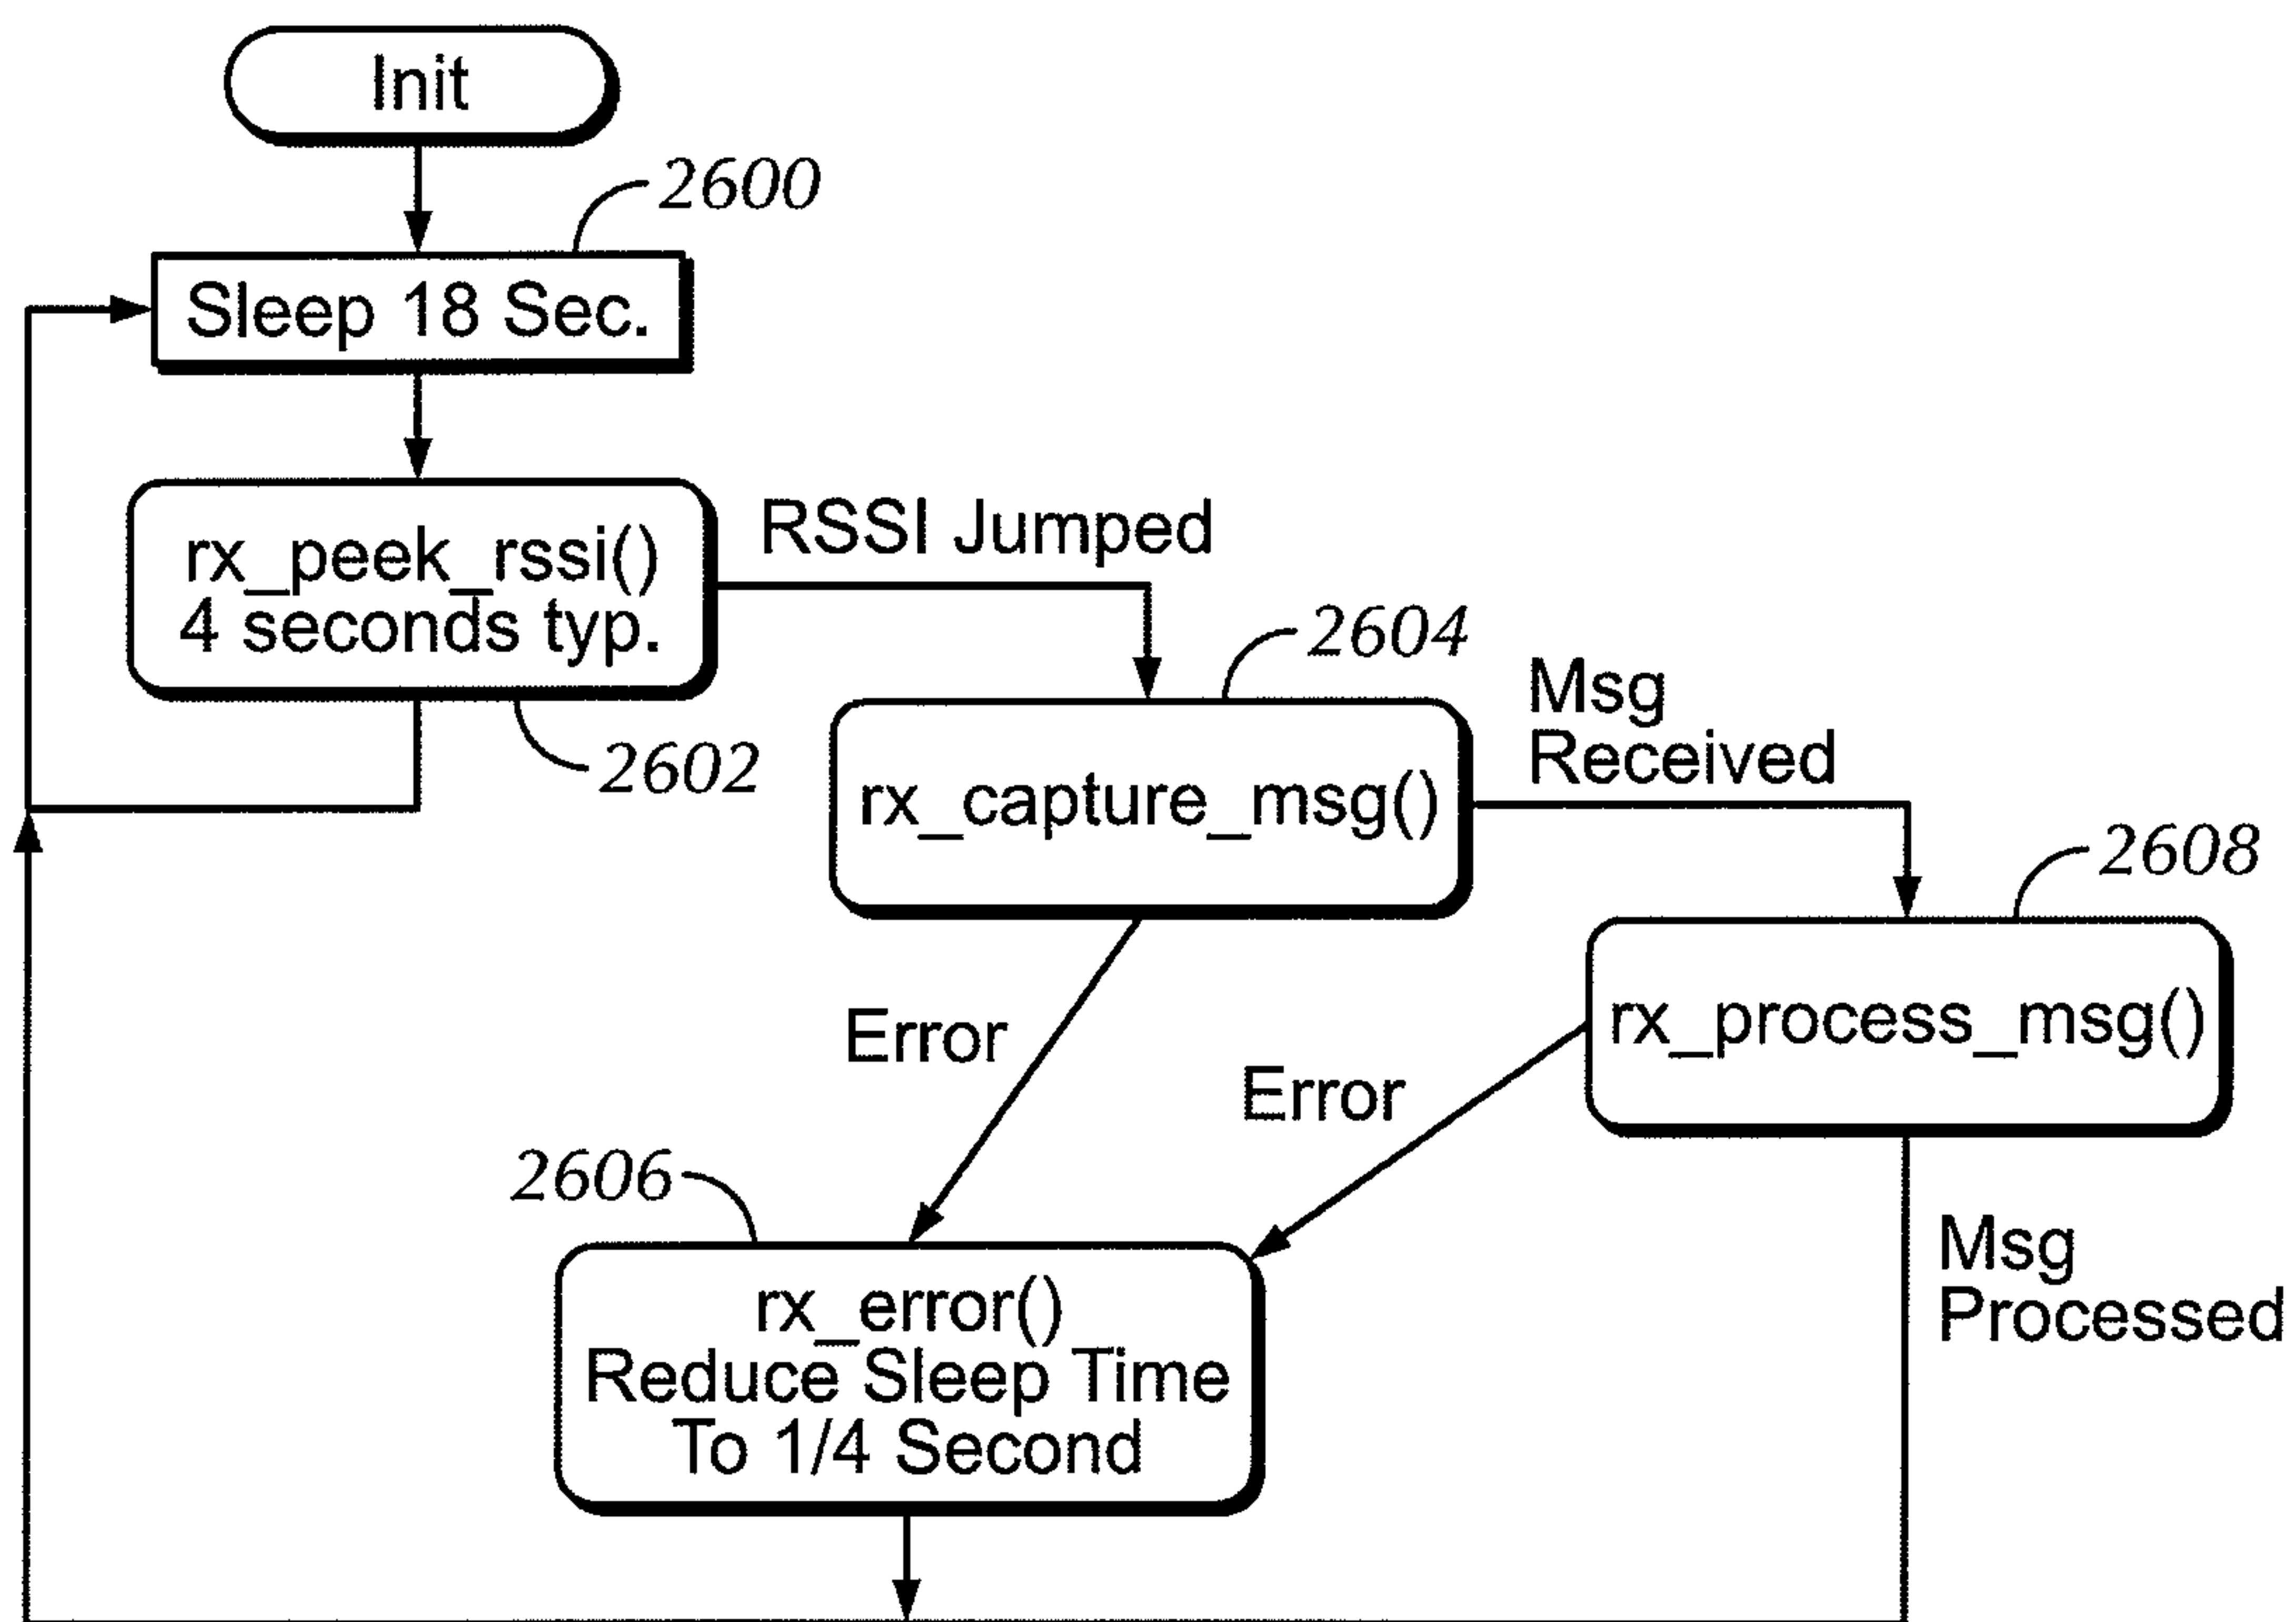 Init
2600
Sleep 18 Sec.
rx_peek_rssi()
4 seconds typ.
RSSI Jumped
2602
2604
rx_capture_msg()
Msg
Received
2608
rx_process_msg()
Error
Error
2606
rx_error()
Reduce Sleep Time
To 1/4 Second
Msg
Processed